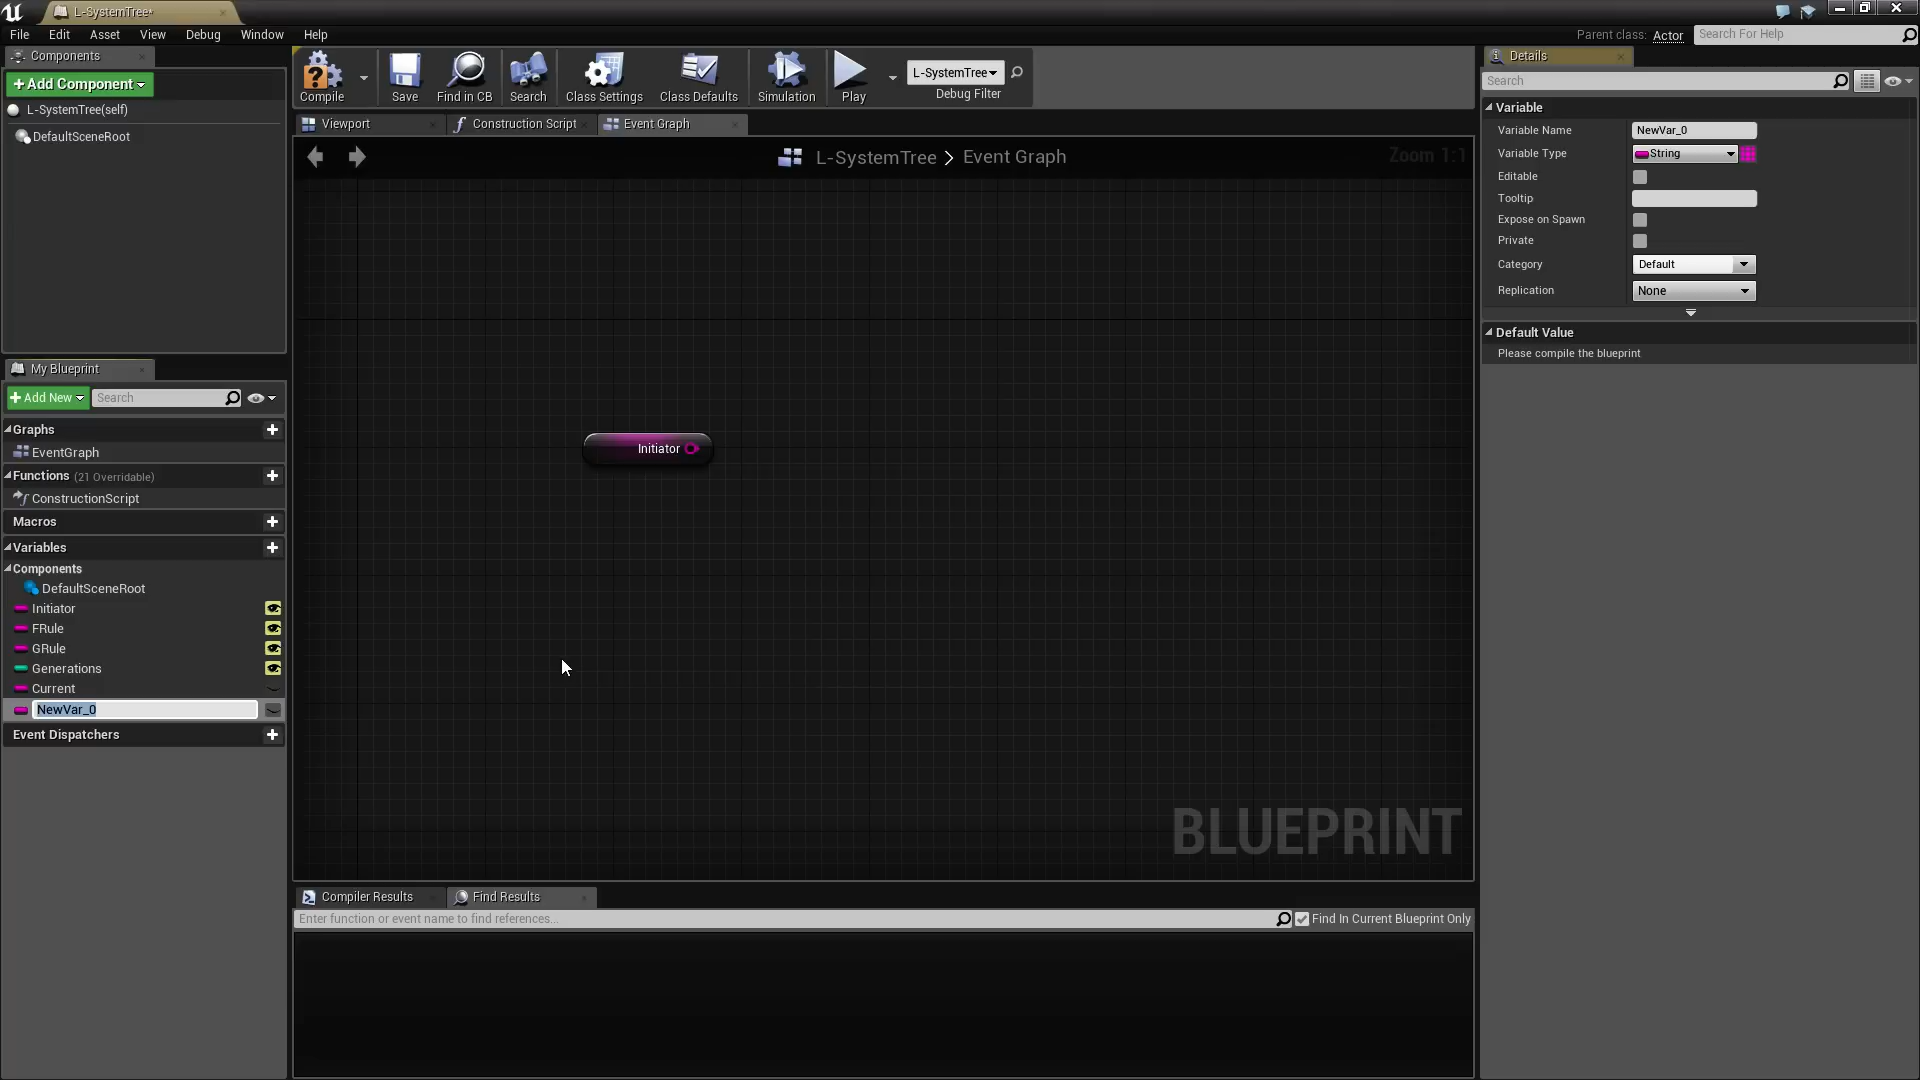 L-SystemTree*
File Edit Asset View Debug Window Help
Parent class: Actor
Search For Help
Components
+ Add Component
L-SystemTree(self)
DefaultSceneRoot
Compile
Save
Find in CB
Search
Class Settings
Class Defaults
Simulation
Play
L-SystemTree
Debug Filter
Viewport
Construction Script
Event Graph
L-SystemTree > Event Graph
Zoom 1:1
Initiator
BLUEPRINT
My Blueprint
+ Add New
Search
Graphs
EventGraph
Functions (21 Overridable)
ConstructionScript
Macros
Variables
Components
DefaultSceneRoot
Initiator
FRule
GRule
Generations
Current
NewVar_0
Event Dispatchers
Compiler Results
Find Results
Enter function or event name to find references...
Find In Current Blueprint Only
Details
Search
Variable
Variable Name NewVar_0
Variable Type String
Editable
Tooltip
Expose on Spawn
Private
Category Default
Replication None
Default Value
Please compile the blueprint